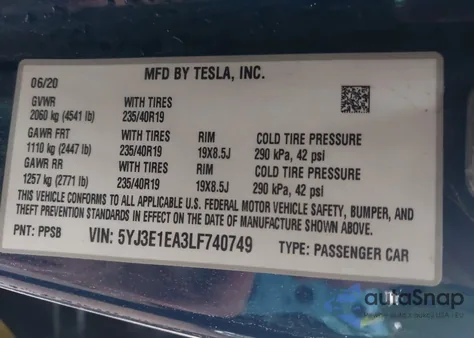 MFD BY TESLA, INC.
06/20
GVWR WITH TIRES
2060 kg (4541 lb) 235/40R19
GAWR FRT WITH TIRES RIM COLD TIRE PRESSURE
1110 kg (2447 lb) 235/40R19 19X8.5J 290 kPa, 42 psi
GAWR RR WITH TIRES RIM COLD TIRE PRESSURE
1257 kg (2771 lb) 235/40R19 19X8.5J 290 kPa, 42 psi
THIS VEHICLE CONFORMS TO ALL APPLICABLE U.S. FEDERAL MOTOR VEHICLE SAFETY, BUMPER, AND
THEFT PREVENTION STANDARDS IN EFFECT ON THE DATE OF MANUFACTURE SHOWN ABOVE.
PNT: PPSB VIN: 5YJ3E1EA3LF740749 TYPE: PASSENGER CAR
autoSnap